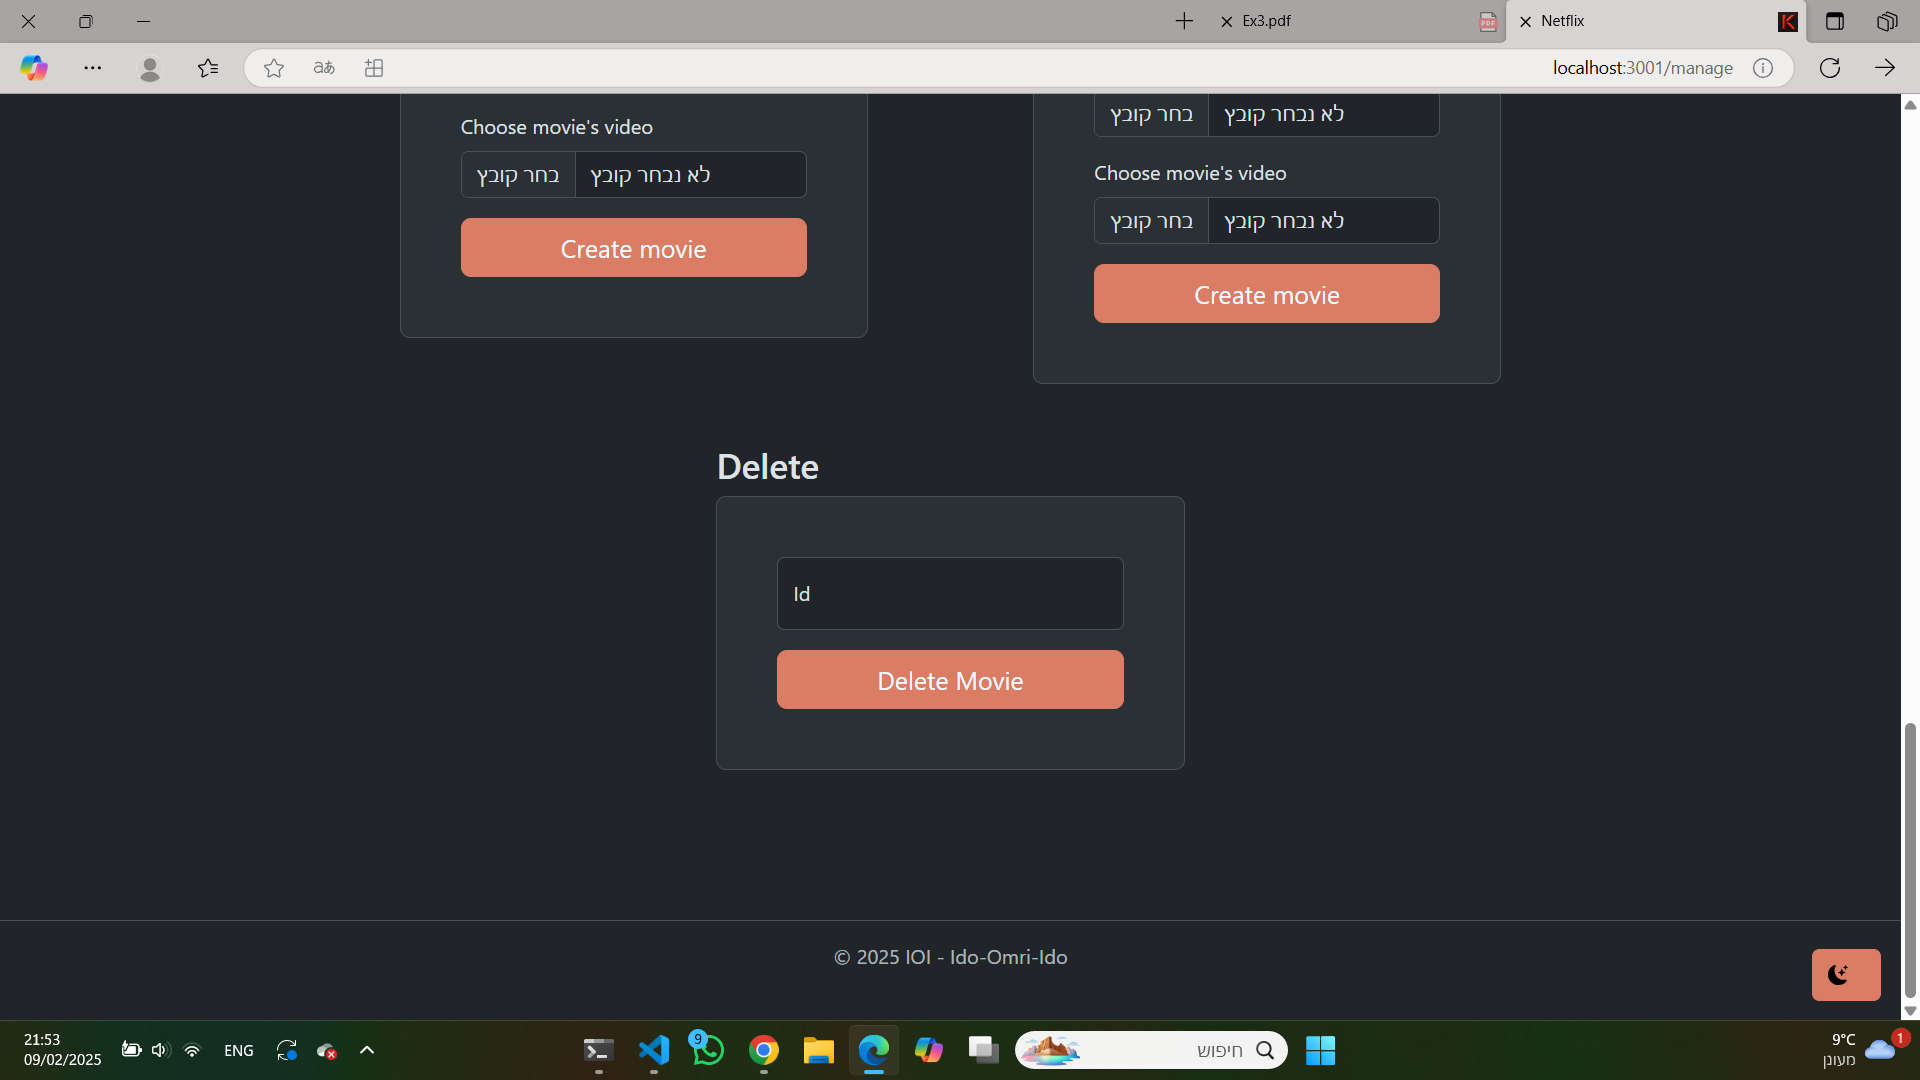 Ex3.pdf
Netflix
localhost:3001/manage
Choose movie's video
בחר קובץ
לא נבחר קובץ
Create movie
בחר קובץ
לא נבחר קובץ
Choose movie's video
בחר קובץ
לא נבחר קובץ
Create movie
Delete
Id
Delete Movie
© 2025 IOI - Ido-Omri-Ido
21:53
09/02/2025
ENG
9
חיפוש
9°C
מעונן
1